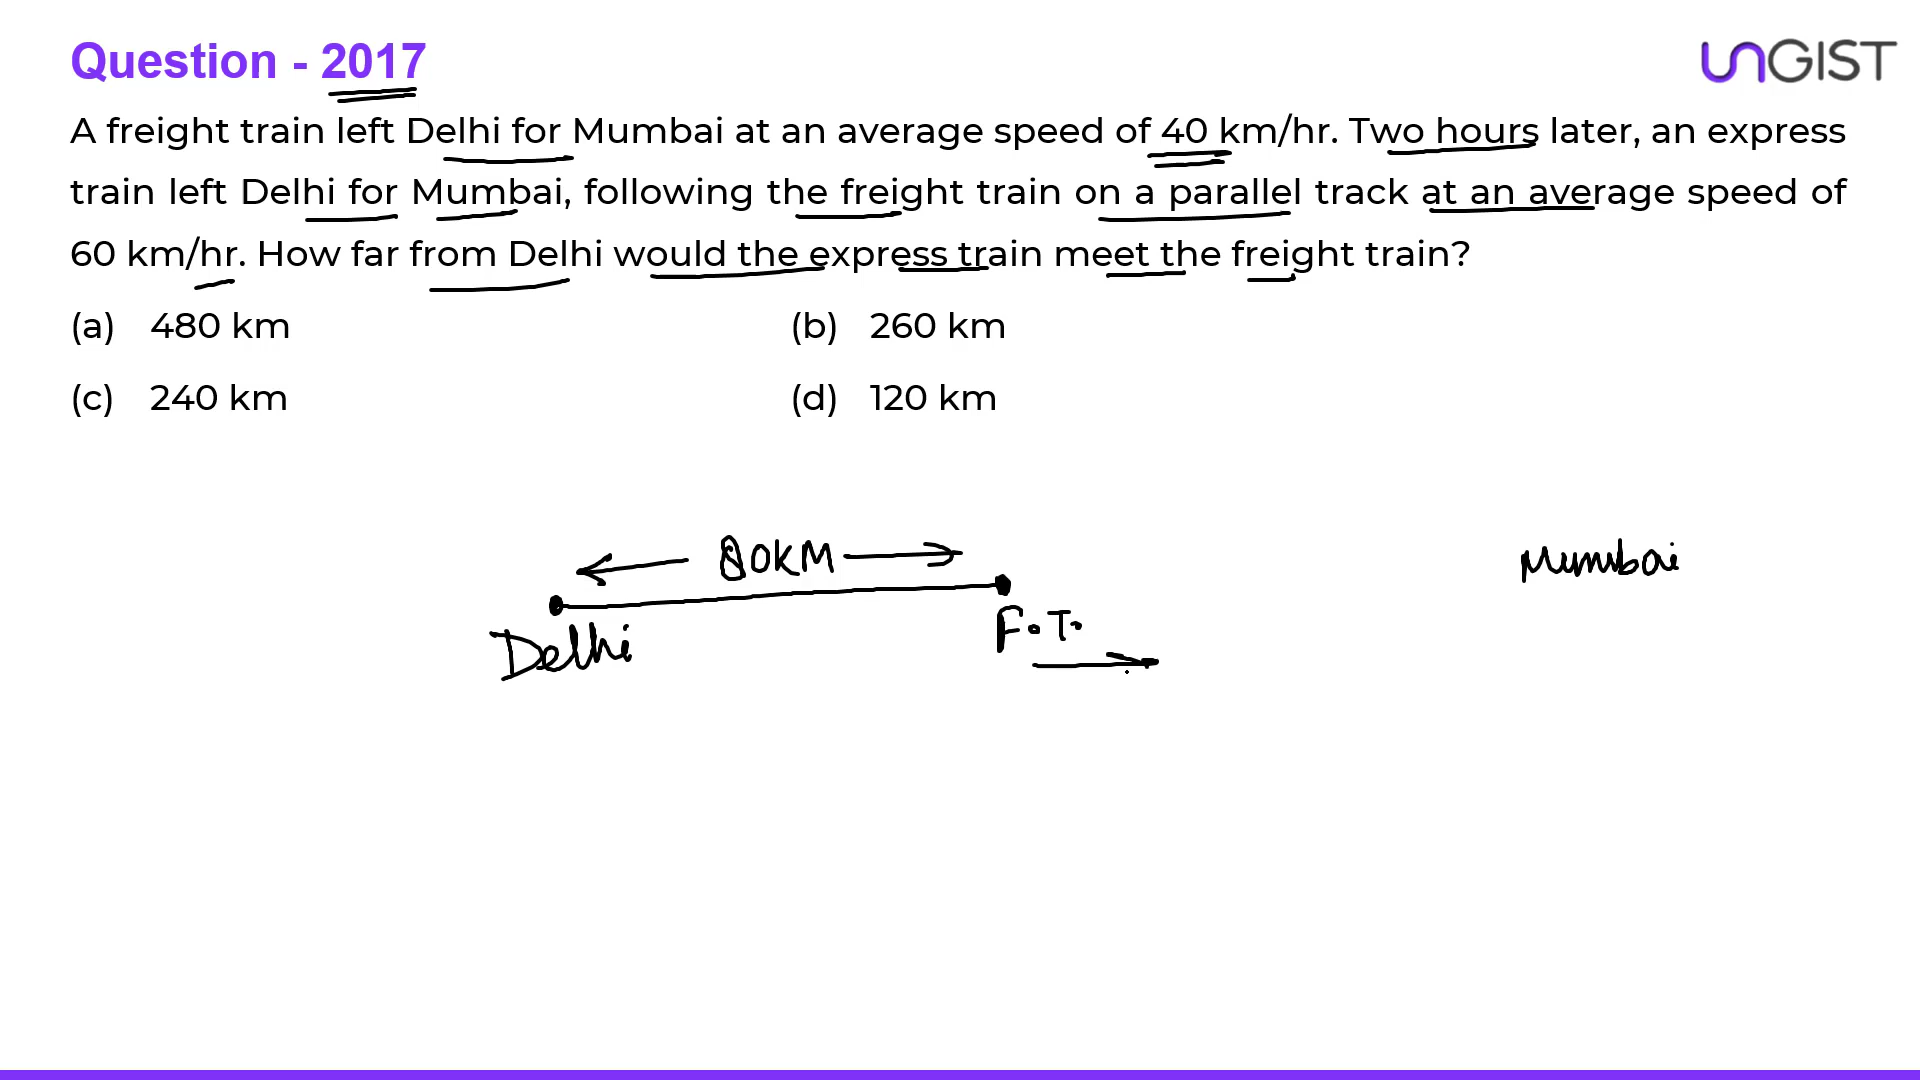 Question - 2017
UNGIST
A freight train left Delhi for Mumbai at an average speed of 40 km/hr. Two hours later, an express
train left Delhi for Mumbai, following the freight train on a parallel track at an average speed of
60 km/hr. How far from Delhi would the express train meet the freight train?
(a) 480 km (b) 260 km
(c) 240 km (d) 120 km
80KM
Mumbai
Delhi
F.T.